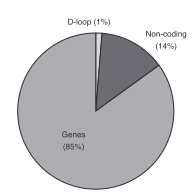 D-loop (1%)
Non-coding
(14%)
Genes
(85%)